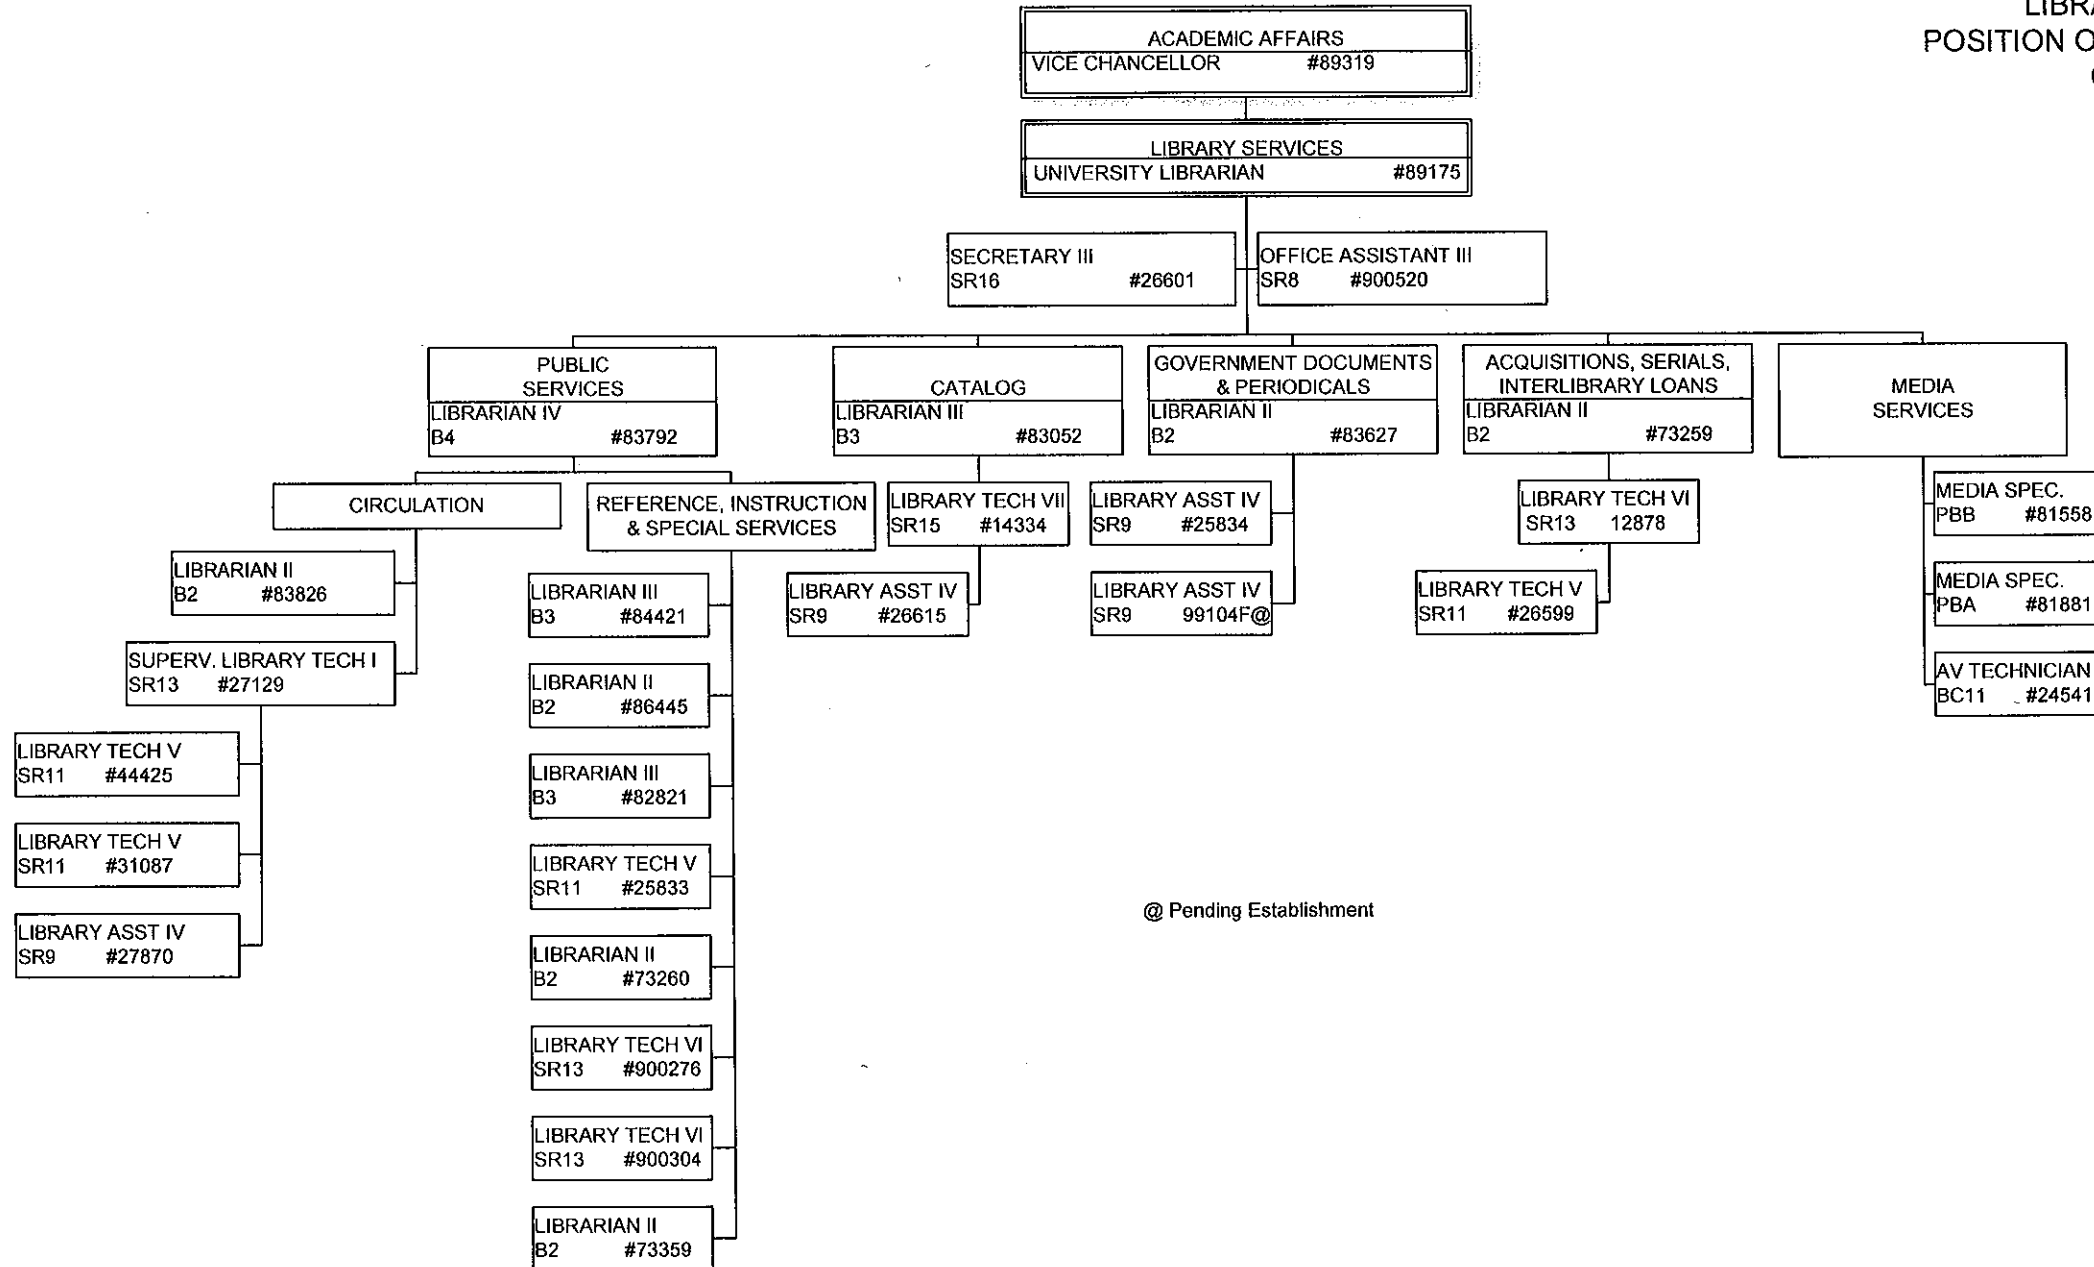 LIBRA
POSITION O
ACADEMIC AFFAIRS
VICE CHANCELLOR #89319
LIBRARY SERVICES
UNIVERSITY LIBRARIAN #89175
SECRETARY III
SR16 #26601
OFFICE ASSISTANT III
SR8 #900520
PUBLIC
SERVICES
LIBRARIAN IV
B4 #83792
CATALOG
LIBRARIAN III
B3 #83052
GOVERNMENT DOCUMENTS
& PERIODICALS
LIBRARIAN II
B2 #83627
ACQUISITIONS, SERIALS,
INTERLIBRARY LOANS
LIBRARIAN II
B2 #73259
MEDIA
SERVICES
CIRCULATION
LIBRARIAN II
B2 #83826
SUPERV. LIBRARY TECH I
SR13 #27129
LIBRARY TECH V
SR11 #44425
LIBRARY TECH V
SR11 #31087
LIBRARY ASST IV
SR9 #27870
REFERENCE, INSTRUCTION
& SPECIAL SERVICES
LIBRARIAN III
B3 #84421
LIBRARIAN II
B2 #86445
LIBRARIAN III
B3 #82821
LIBRARY TECH V
SR11 #25833
LIBRARIAN II
B2 #73260
LIBRARY TECH VI
SR13 #900276
LIBRARY TECH VI
SR13 #900304
LIBRARIAN II
B2 #73359
LIBRARY TECH VII
SR15 #14334
LIBRARY ASST IV
SR9 #26615
LIBRARY ASST IV
SR9 #25834
LIBRARY ASST IV
SR9 99104F@
LIBRARY TECH VI
SR13 12878
LIBRARY TECH V
SR11 #26599
MEDIA SPEC.
PBB #81558
MEDIA SPEC.
PBA #81881
AV TECHNICIAN
BC11 #24541
@ Pending Establishment